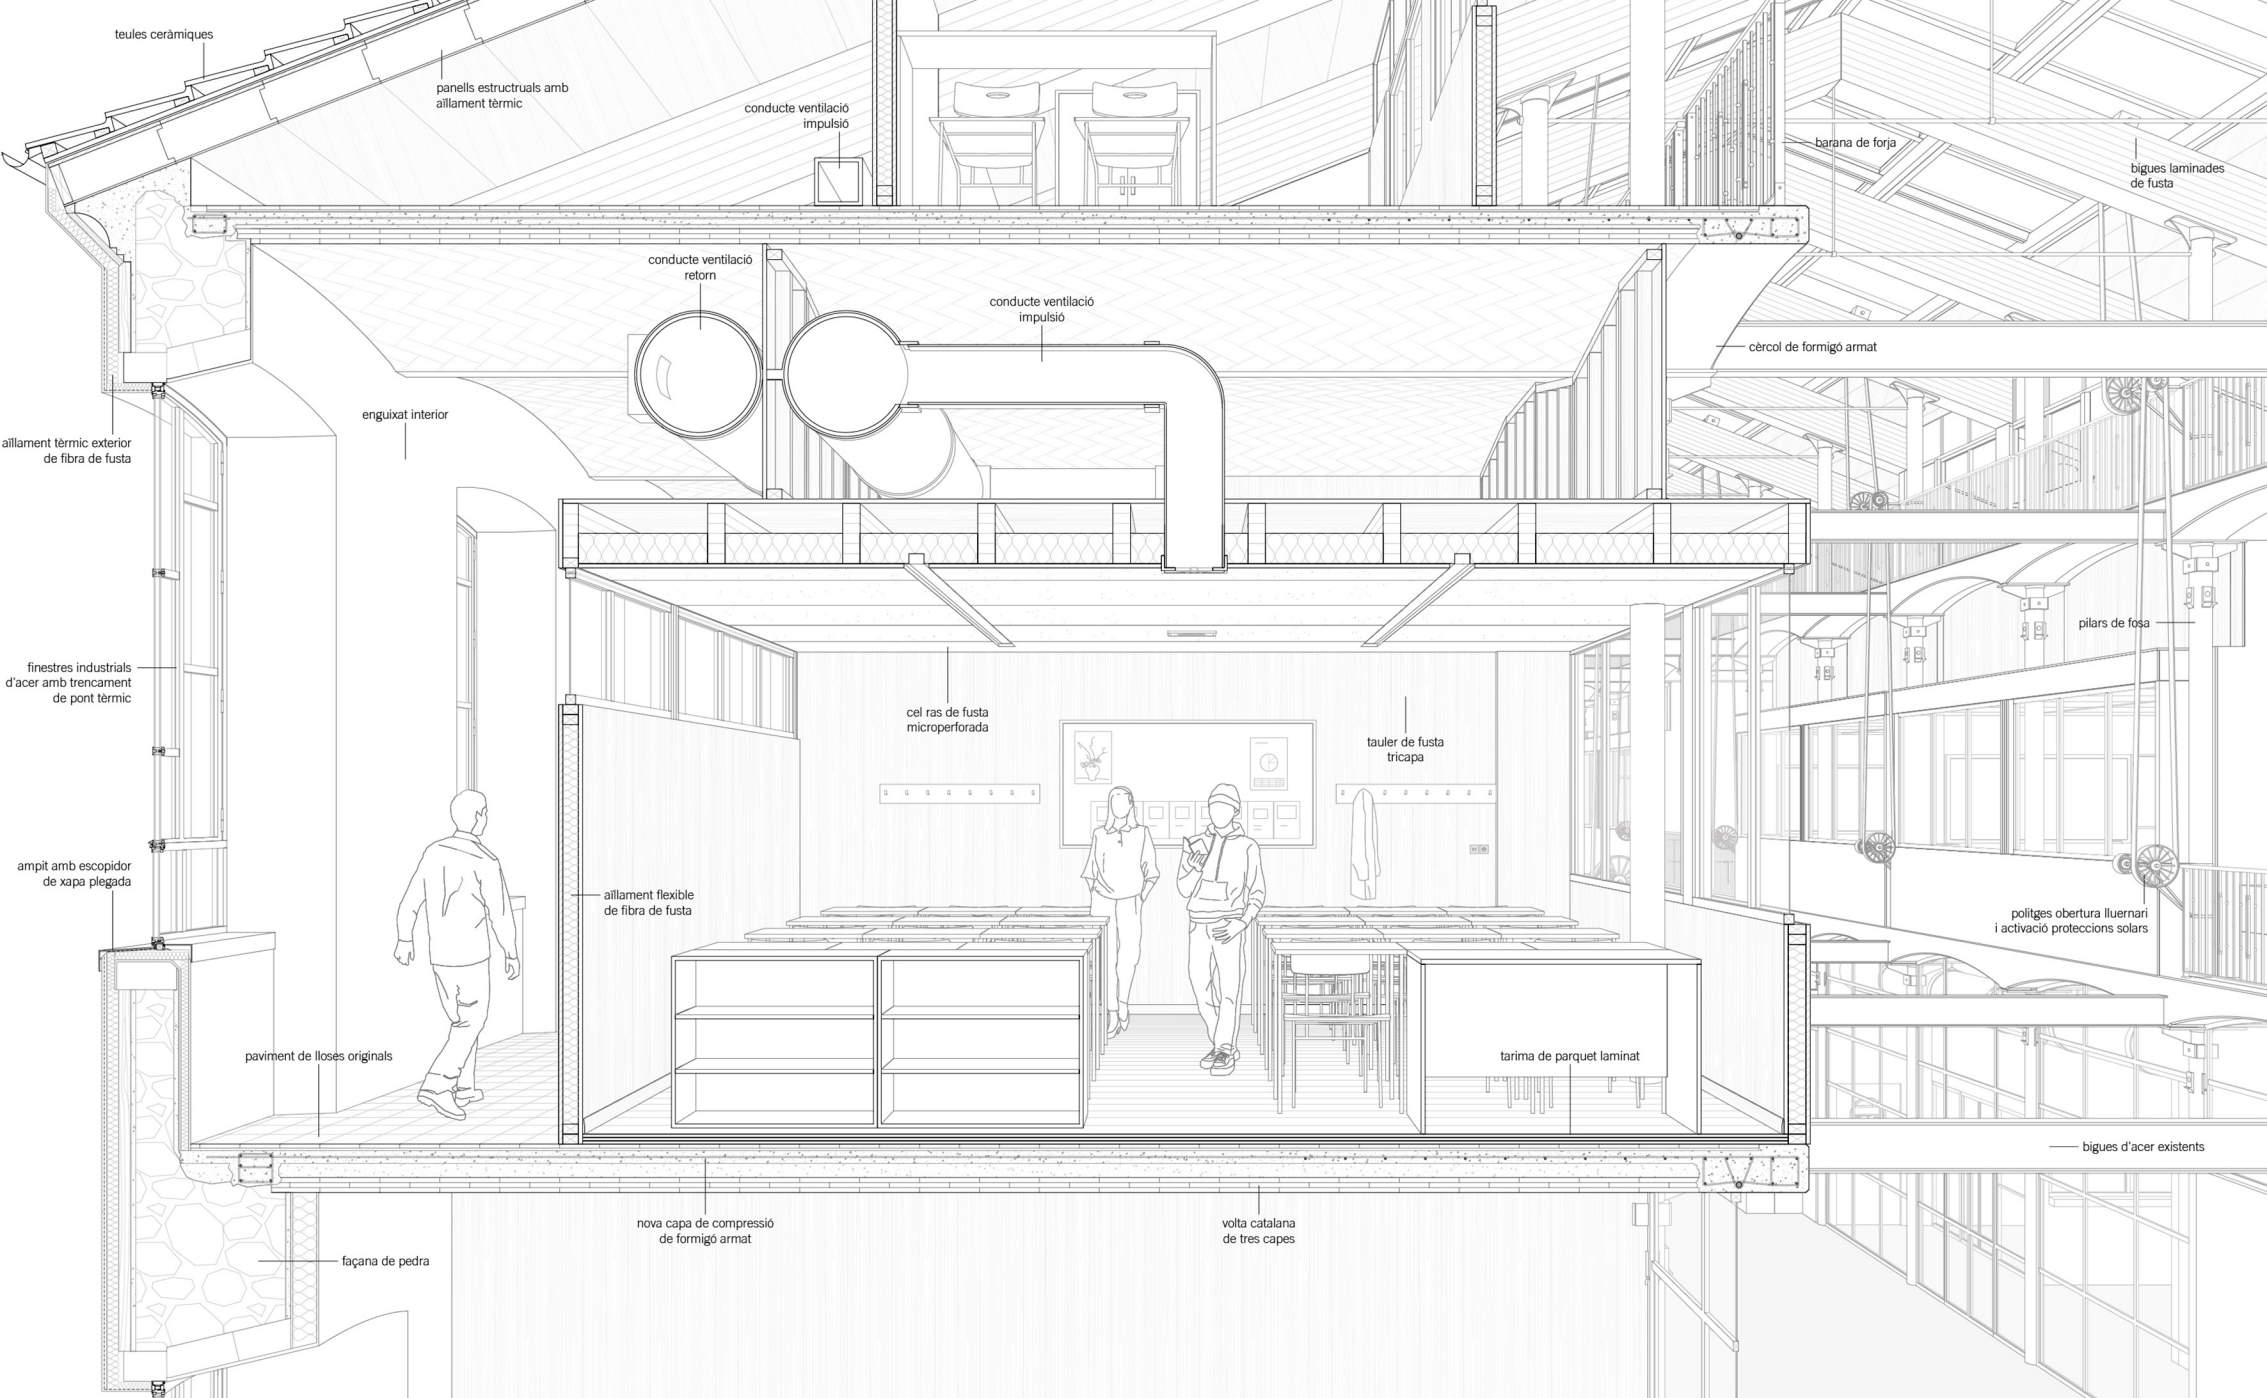 teules ceràmiques
panells estructruals amb
aïllament tèrmic
conducte ventilació
impulsió
barana de forja
bigues laminades
de fusta
conducte ventilació
retorn
conducte ventilació
impulsió
cèrcol de formigó armat
enguixat interior
aïllament tèrmic exterior
de fibra de fusta
pilars de fosa
finestres industrials
d'acer amb trencament
de pont tèrmic
cel ras de fusta
microperforada
tauler de fusta
tricapa
ampit amb escopidor
de xapa plegada
aïllament flexible
de fibra de fusta
politges obertura lluernari
i activació proteccions solars
paviment de lloses originals
tarima de parquet laminat
bigues d'acer existents
nova capa de compressió
de formigó armat
volta catalana
de tres capes
façana de pedra